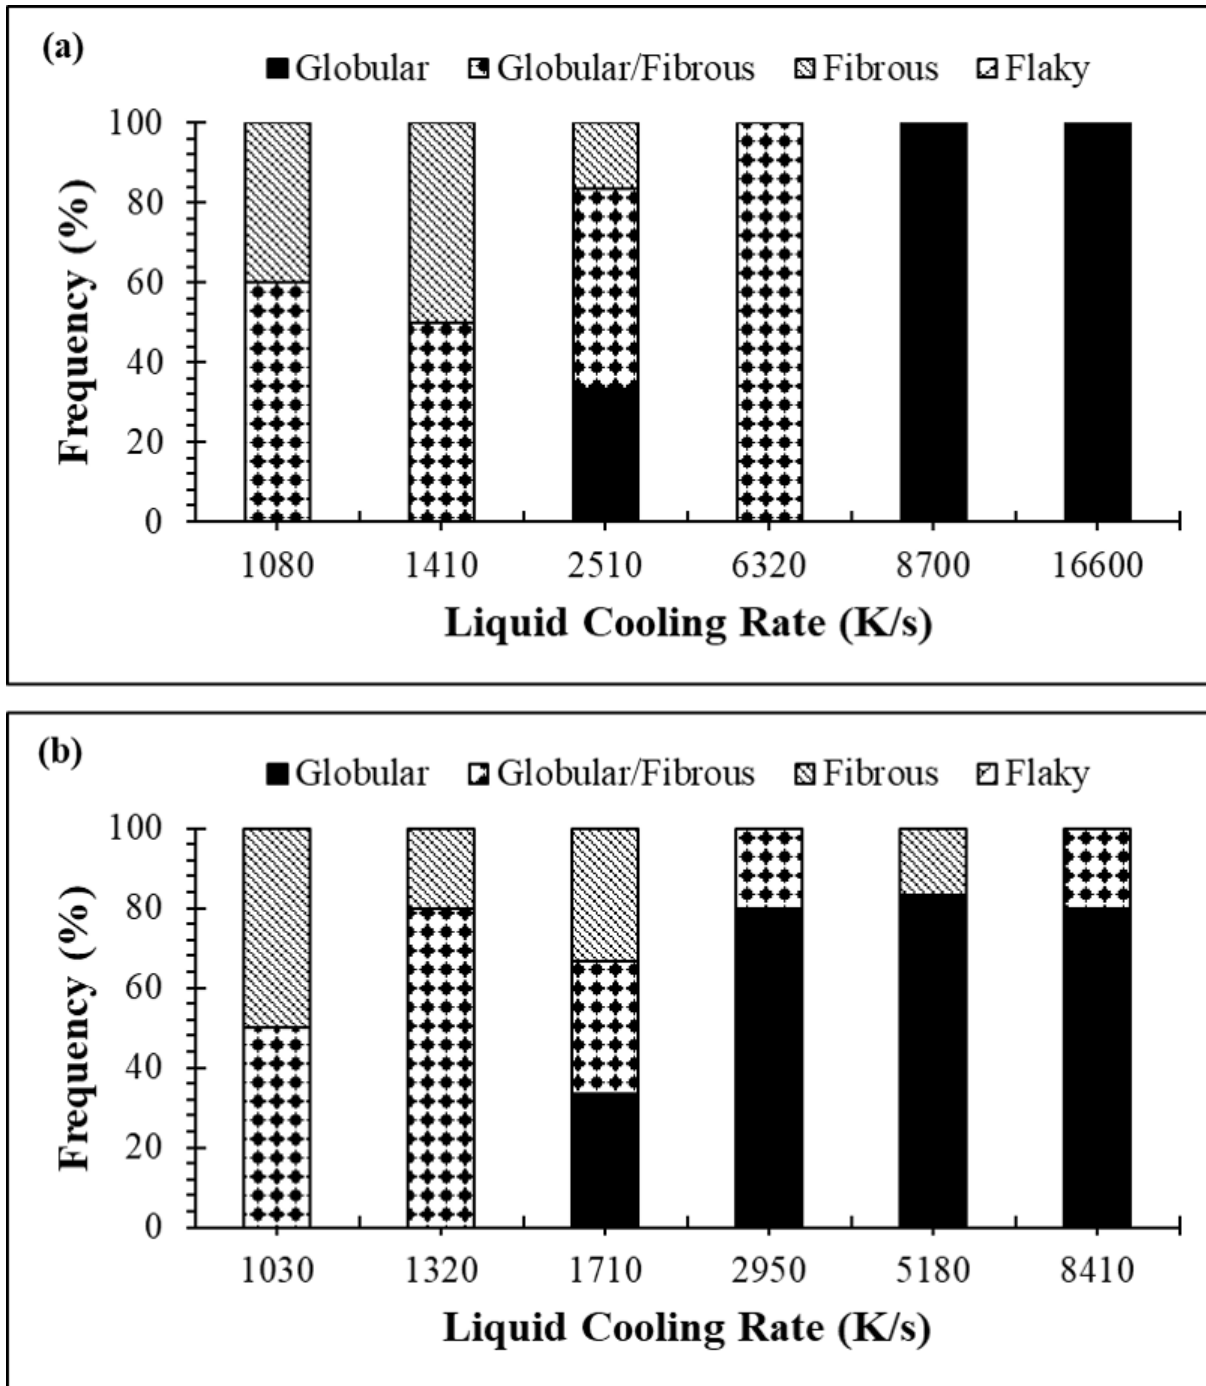 (a)
Globular Globular/Fibrous Fibrous Flaky
100
80
60
40
20
0
Frequency (%)
1080 1410 2510 6320 8700 16600
Liquid Cooling Rate (K/s)
(b)
Globular Globular/Fibrous Fibrous Flaky
100
80
60
40
20
0
Frequency (%)
1030 1320 1710 2950 5180 8410
Liquid Cooling Rate (K/s)